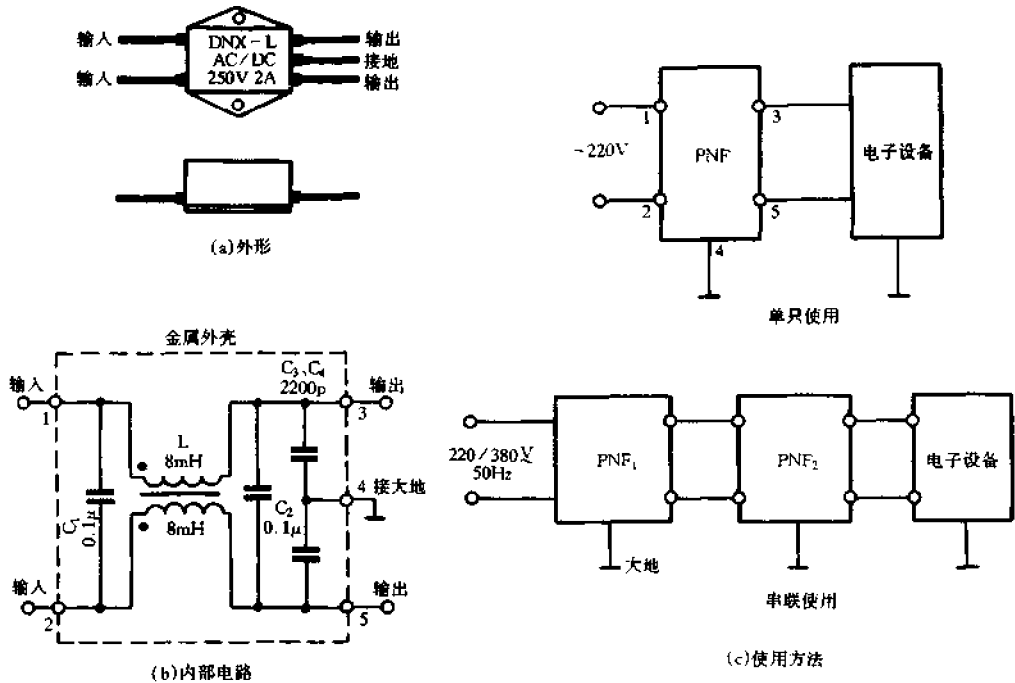 输入
DNX-L
AC/DC
250V 2A
输入
输出
接地
输出
(a)外形
~220V
1
2
PNF
3
5
4
电子设备
单只使用
金属外壳
输入
1
C₁
0.1μ
L
8mH
8mH
C₃、C₄
2200p
C₂
0.1μ
3
输出
4 接大地
输入
2
5
输出
(b)内部电路
220/380V
50Hz
PNF₁
PNF₂
电子设备
大地
串联使用
(c)使用方法